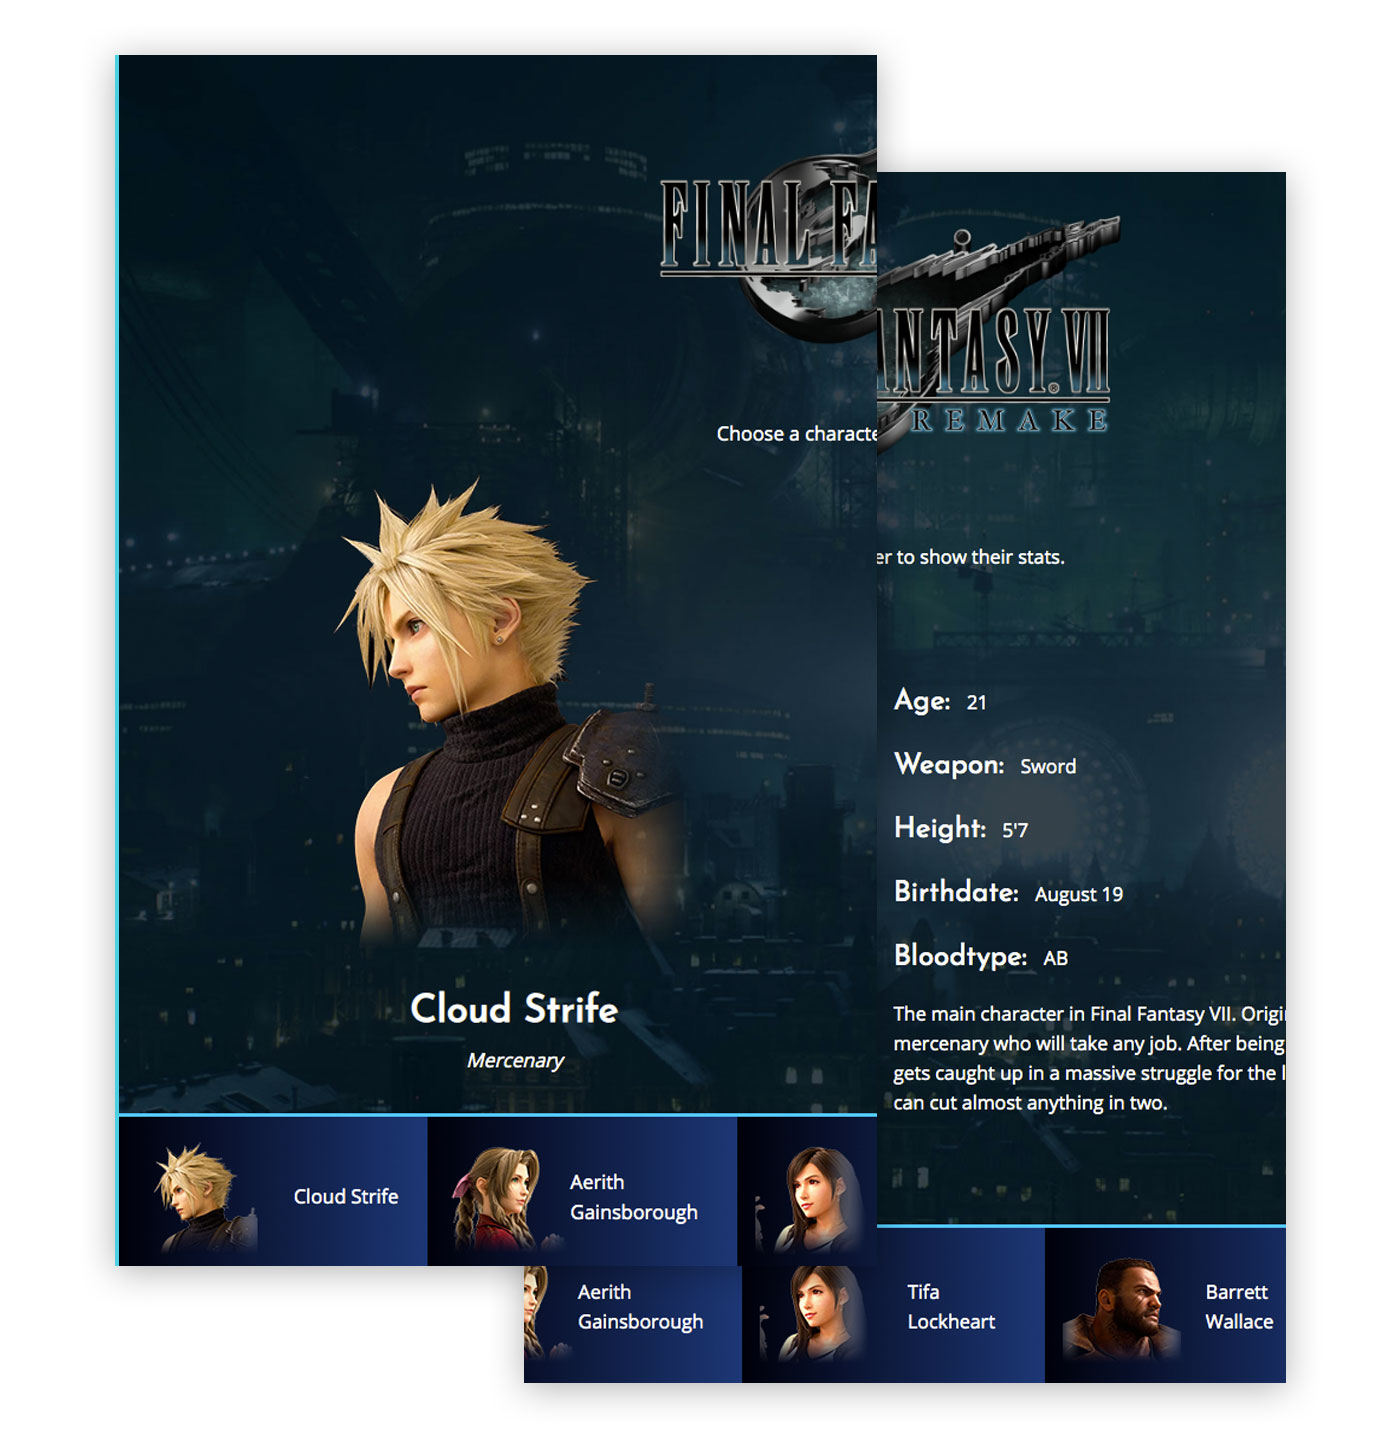 FINAL FA
Choose a characte
Cloud Strife
Mercenary
Cloud Strife
Aerith
Gainsborough
ANTASY VII
REMAKE
er to show their stats.
Age: 21
Weapon: Sword
Height: 5'7
Birthdate: August 19
Bloodtype: AB
The main character in Final Fantasy VII. Origi
mercenary who will take any job. After being
gets caught up in a massive struggle for the l
can cut almost anything in two.
Aerith
Gainsborough
Tifa
Lockheart
Barrett
Wallace